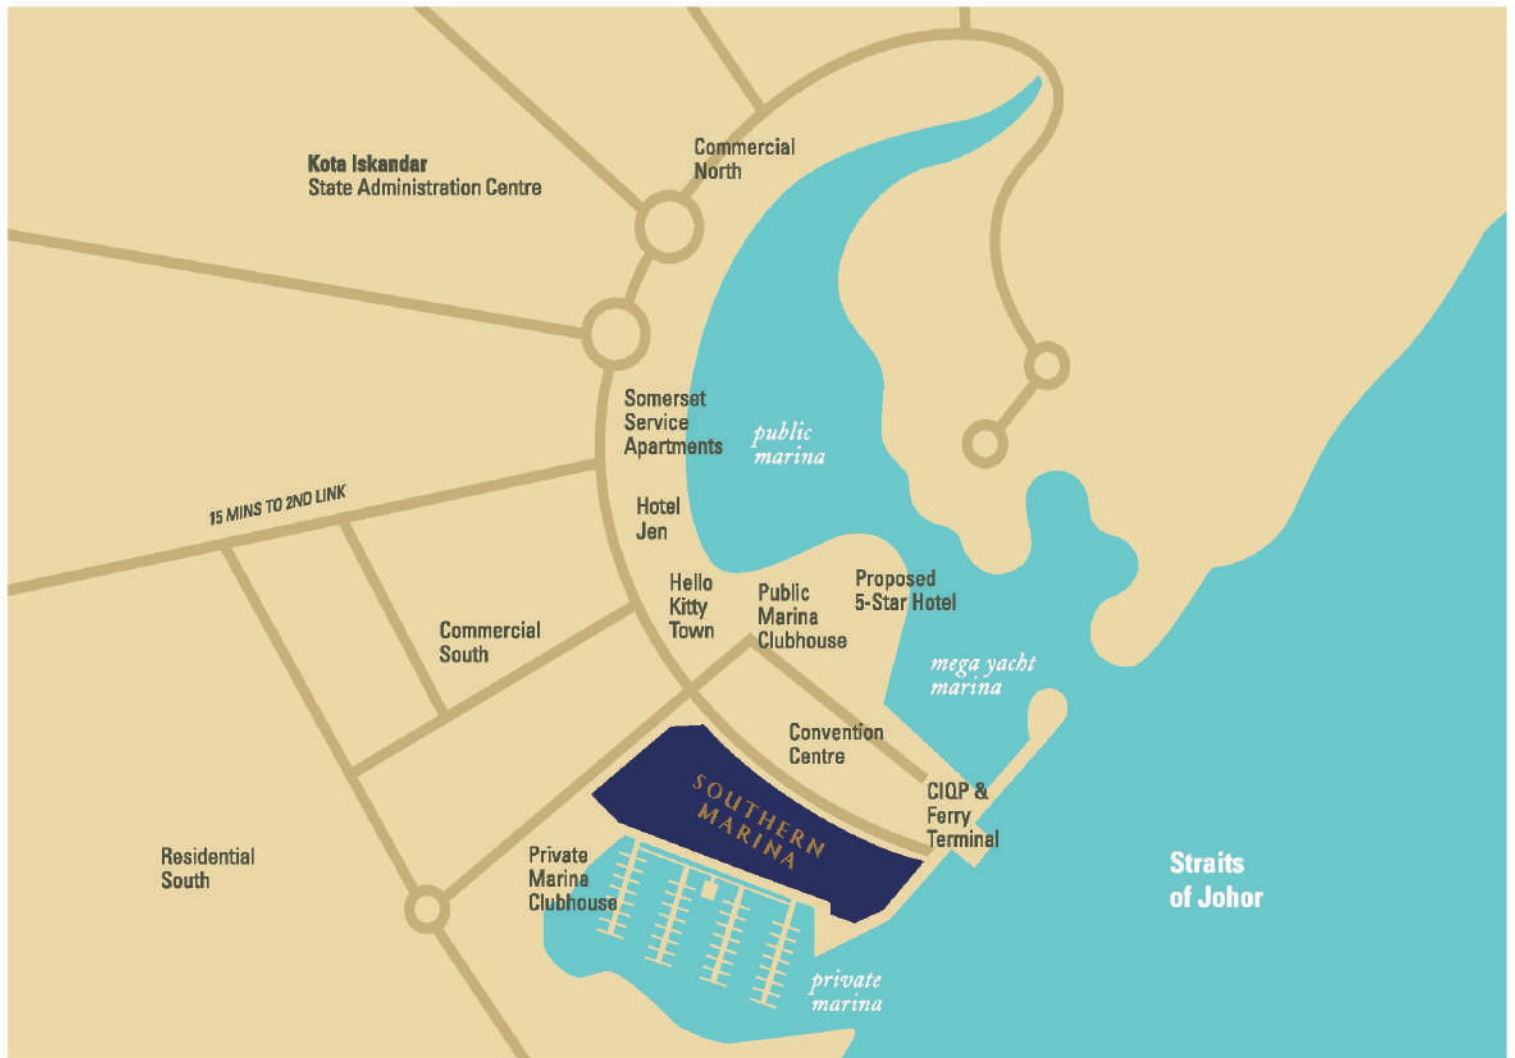 Kota Iskandar
State Administration Centre
Commercial
North
Somerset
Service
Apartments
public
marina
15 MINS TO 2ND LINK
Hotel
Jen
Hello
Kitty
Town
Public
Marina
Clubhouse
Proposed
5-Star Hotel
Commercial
South
mega yacht
marina
Convention
Centre
SOUTHERN
MARINA
CIQP &
Ferry
Terminal
Residential
South
Private
Marina
Clubhouse
Straits
of Johor
private
marina